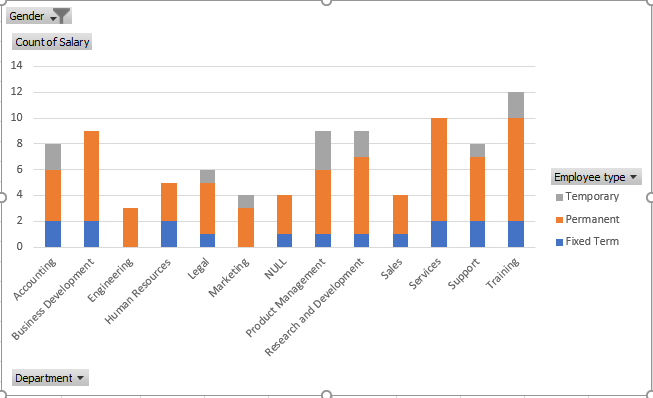 Gender
Count of Salary
14
12
10
8
6
4
2
0
Accounting
Business Development
Engineering
Human Resources
Legal
Marketing
NULL
Product Management
Research and Development
Sales
Services
Support
Training
Employee type
Temporary
Permanent
Fixed Term
Department